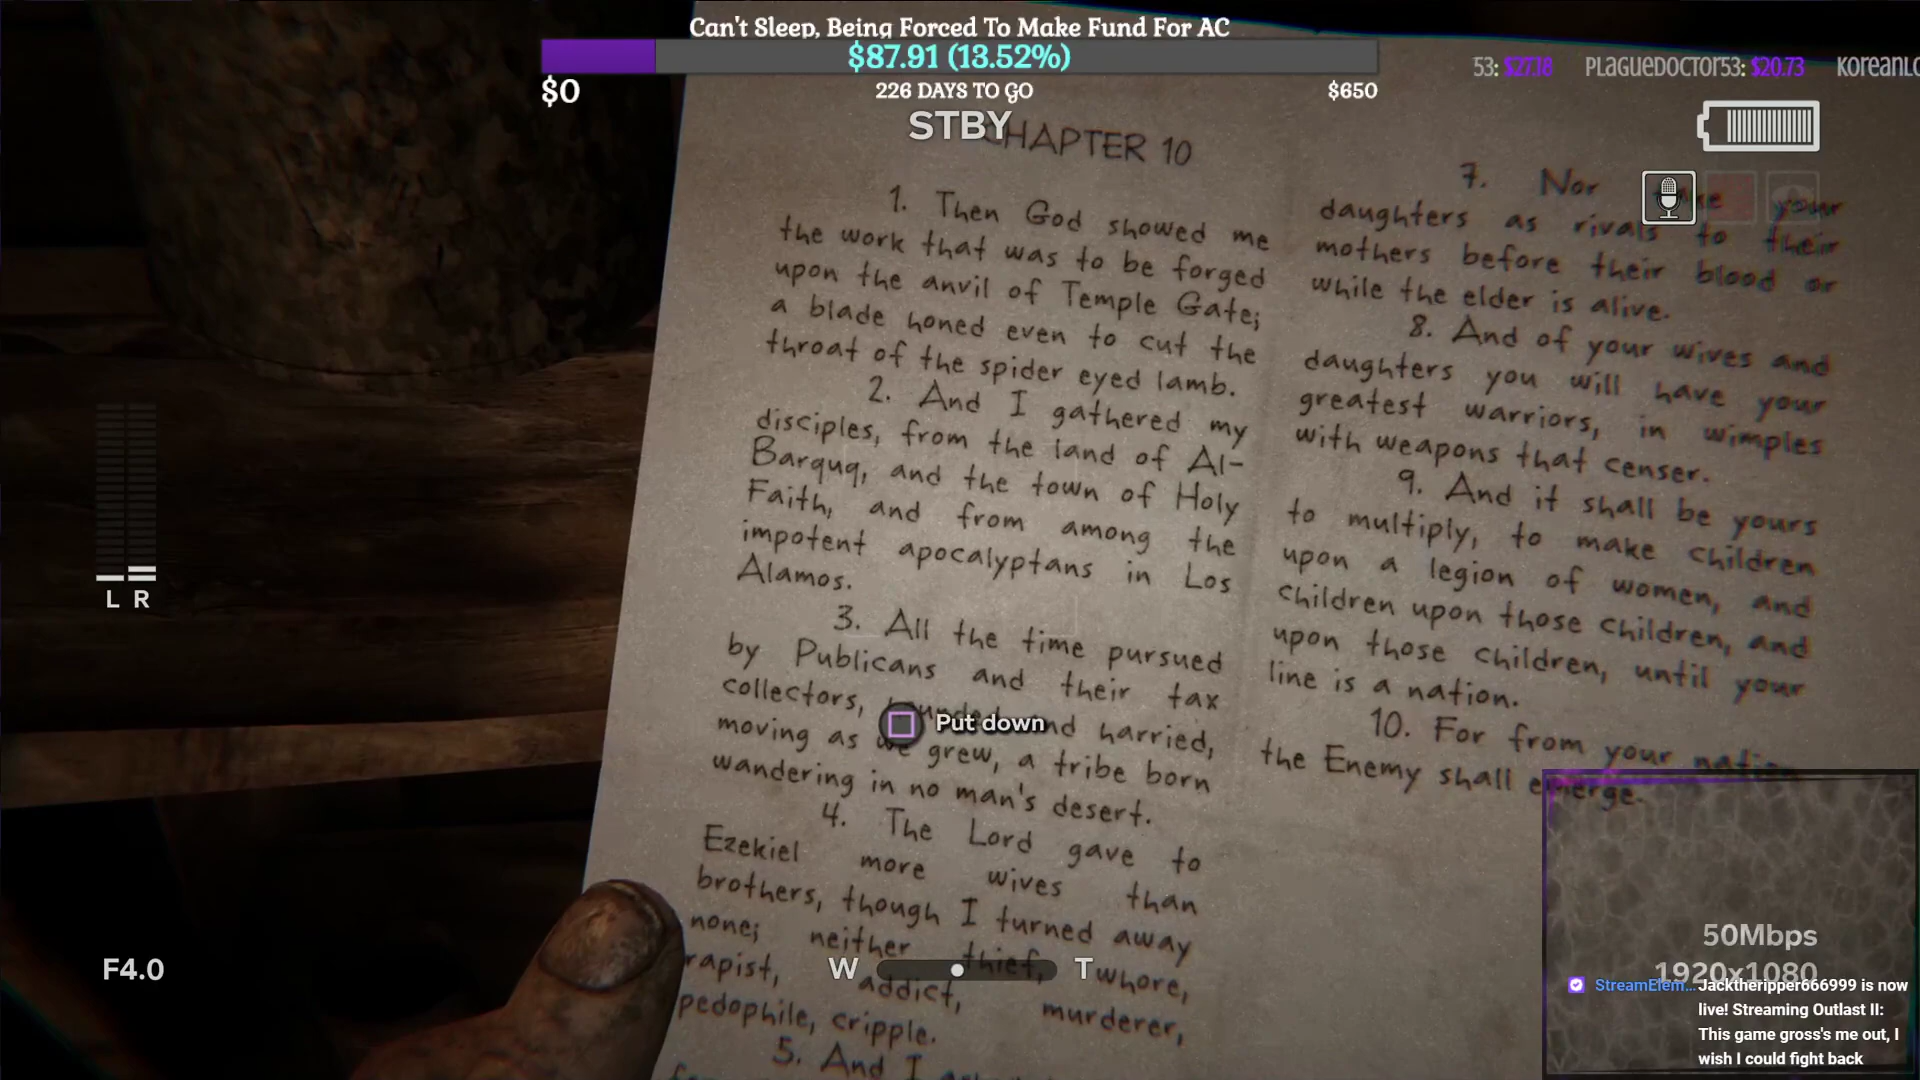 Can't Sleep, Being Forced To Make Fund For AC
$87.91 (13.52%)
$0
226 DAYS TO GO
$650
53: $27.18 PLAGUEDOCTOR53: $20.73 KOREANLO
STBY
CHAPTER 10
1. Then God showed me
the work that was to be forged
upon the anvil of Temple Gate;
a blade honed even to cut the
throat of the spider eyed lamb.
2. And I gathered my
disciples, from the land of Al-
Barquq, and the town of Holy
Faith, and from among the
impotent apocalyptans in Los
Alamos.
3. All the time pursued
by Publicans and their tax
collectors, and harried,
moving as we grew, a tribe born
wandering in no man's desert.
4. The Lord gave to
Ezekiel more wives than
brothers, though I turned away
none; neither thief, whore,
rapist, addict, murderer,
pedophile, cripple.
5. And I
7. Nor your
daughters as rivals to their
mothers before their blood or
while the elder is alive.
8. And of your wives and
daughters you will have your
greatest warriors, in wimples
with weapons that censer.
9. And it shall be yours
to multiply, to make children
upon a legion of women, and
children upon those children, and
upon those children, until your
line is a nation.
10. For from your nation
the Enemy shall emerge.
Put down
L R
F4.0
W T
50Mbps
1920x1080
StreamElem... Jacktheripper666999 is now
live! Streaming Outlast II:
This game gross's me out, I
wish I could fight back